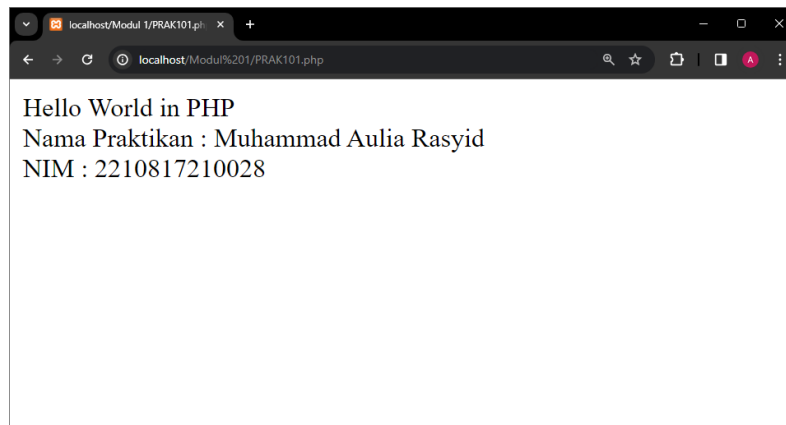 localhost/Modul 1/PRAK101.ph
localhost/Modul%201/PRAK101.php
A
Hello World in PHP
Nama Praktikan : Muhammad Aulia Rasyid
NIM : 2210817210028